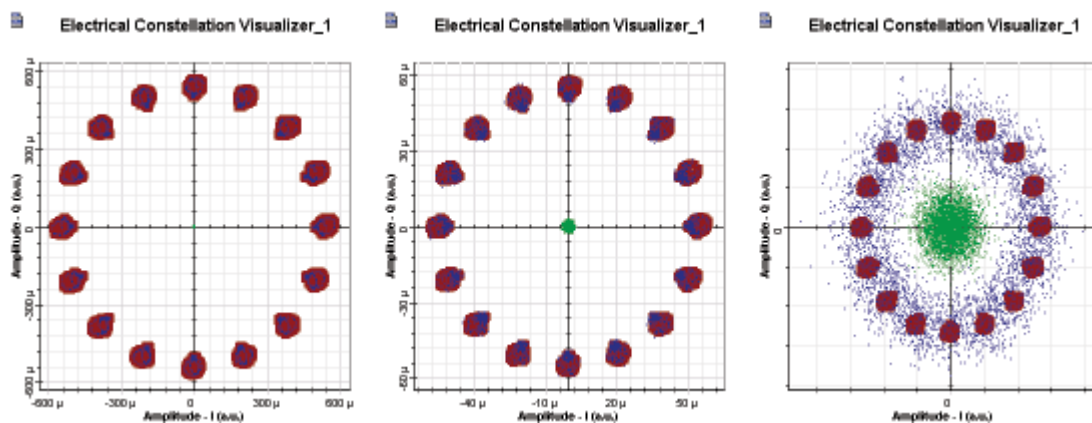 Electrical Constellation Visualizer_1
Amplitude - Q (a.u.)
600 µ
300 µ
0
-300 µ
-600 µ
-600 µ
-300 µ
0
300 µ
600 µ
Amplitude - I (a.u.)
Electrical Constellation Visualizer_1
Amplitude - Q (a.u.)
60 µ
30 µ
0
-30 µ
-60 µ
-40 µ
-10 µ
20 µ
50 µ
Amplitude - I (a.u.)
Electrical Constellation Visualizer_1
Amplitude - Q (a.u.)
0
0
Amplitude - I (a.u.)